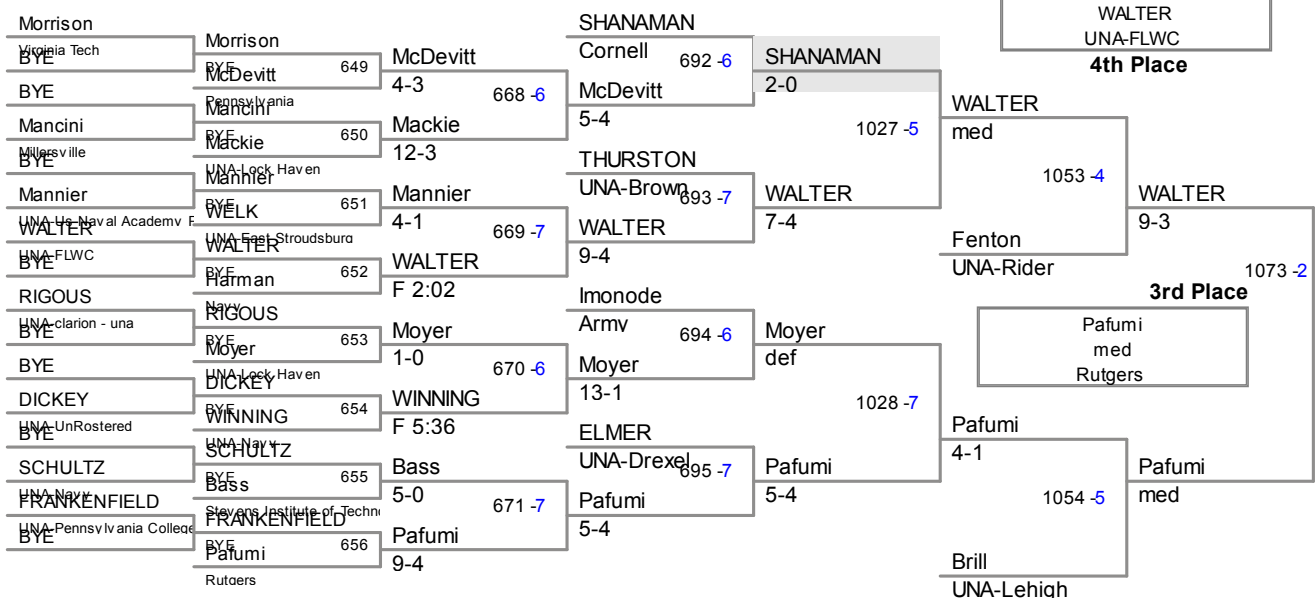 Morrison
Virginia Tech
BYE
BYE
Mancini
Millersville
BYE
Mannier
UNA-Us Naval Academy P
WALTER
UNA-FLWC
BYE
RIGOUS
UNA-clarion - una
BYE
BYE
DICKEY
UNA-UnRostered
BYE
SCHULTZ
UNA-Navy
FRANKENFIELD
UNA-Pennsylvania College
BYE
Morrison
BYE
649
McDevitt
Pennsylvania
Mancini
BYE
650
Mackie
UNA-Lock Haven
Mannier
BYE
651
WELK
UNA-East Stroudsburg
WALTER
BYE
652
Harman
Navy
RIGOUS
BYE
653
Moyer
UNA-Lock Haven
DICKEY
BYE
654
WINNING
UNA-Navy
SCHULTZ
BYE
655
Bass
Stevens Institute of Techno
FRANKENFIELD
BYE
656
Pafumi
Rutgers
McDevitt
4-3
668 -6
Mackie
12-3
Mannier
4-1
669 -7
WALTER
F 2:02
Moyer
1-0
670 -6
WINNING
F 5:36
Bass
5-0
671 -7
Pafumi
9-4
SHANAMAN
Cornell
692 -6
McDevitt
5-4
THURSTON
UNA-Brown
693 -7
WALTER
9-4
Imonode
Army
694 -6
Moyer
13-1
ELMER
UNA-Drexel
695 -7
Pafumi
5-4
SHANAMAN
2-0
1027 -5
WALTER
7-4
Moyer
def
1028 -7
Pafumi
5-4
WALTER
med
1053 -4
Fenton
UNA-Rider
Pafumi
4-1
1054 -5
Brill
UNA-Lehigh
WALTER
9-3
1073 -2
Pafumi
med
WALTER
UNA-FLWC
4th Place
3rd Place
Pafumi
med
Rutgers